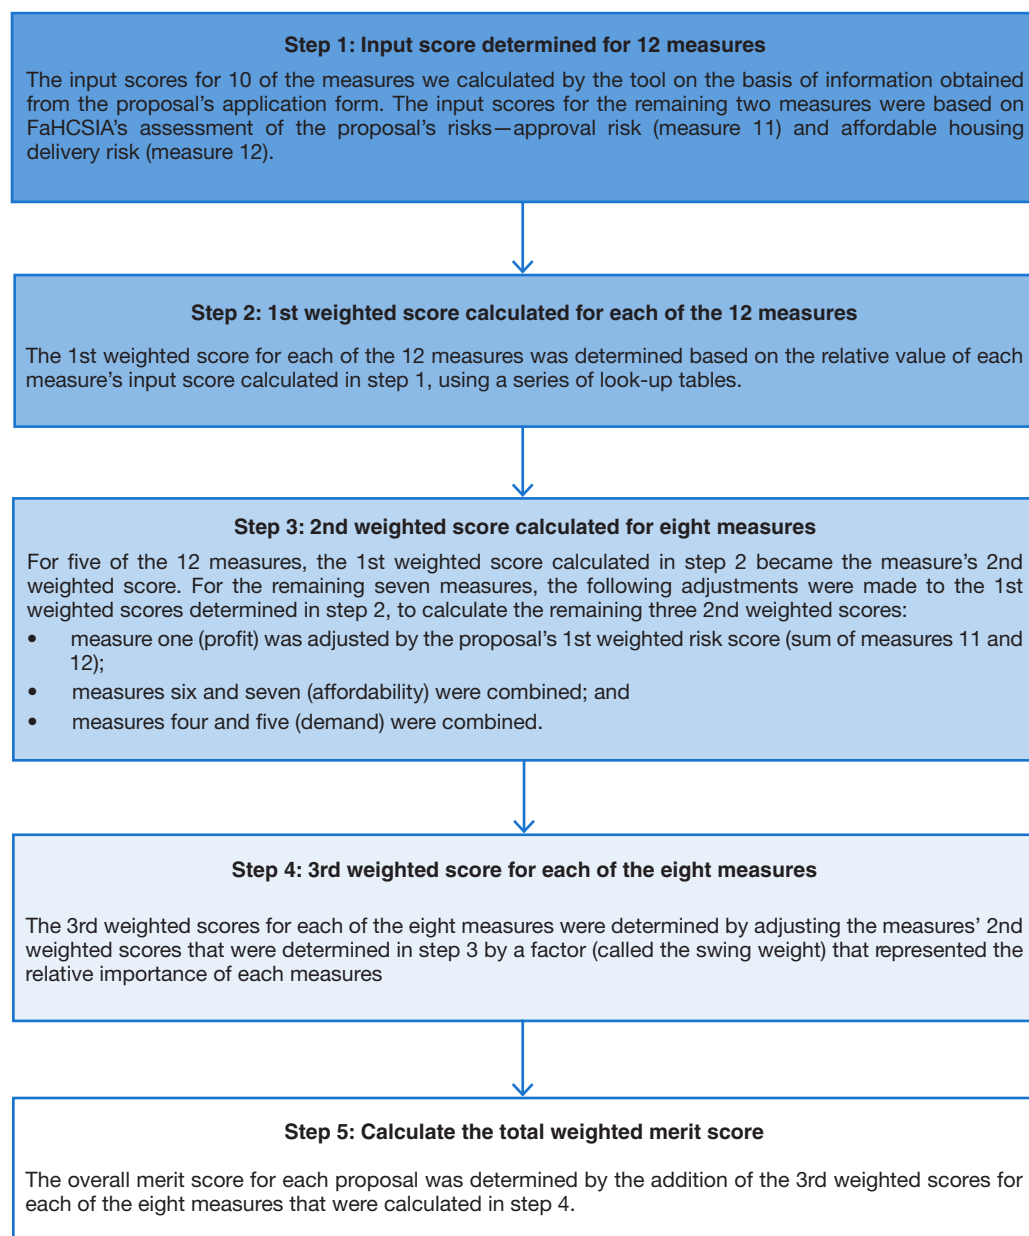 Step 1: Input score determined for 12 measures
The input scores for 10 of the measures we calculated by the tool on the basis of information obtained
from the proposal’s application form. The input scores for the remaining two measures were based on
FaHCSIA’s assessment of the proposal’s risks—approval risk (measure 11) and affordable housing
delivery risk (measure 12).
Step 2: 1st weighted score calculated for each of the 12 measures
The 1st weighted score for each of the 12 measures was determined based on the relative value of each
measure’s input score calculated in step 1, using a series of look-up tables.
Step 3: 2nd weighted score calculated for eight measures
For five of the 12 measures, the 1st weighted score calculated in step 2 became the measure’s 2nd
weighted score. For the remaining seven measures, the following adjustments were made to the 1st
weighted scores determined in step 2, to calculate the remaining three 2nd weighted scores:
• measure one (profit) was adjusted by the proposal’s 1st weighted risk score (sum of measures 11 and
12);
• measures six and seven (affordability) were combined; and
• measures four and five (demand) were combined.
Step 4: 3rd weighted score for each of the eight measures
The 3rd weighted scores for each of the eight measures were determined by adjusting the measures’ 2nd
weighted scores that were determined in step 3 by a factor (called the swing weight) that represented the
relative importance of each measures
Step 5: Calculate the total weighted merit score
The overall merit score for each proposal was determined by the addition of the 3rd weighted scores for
each of the eight measures that were calculated in step 4.